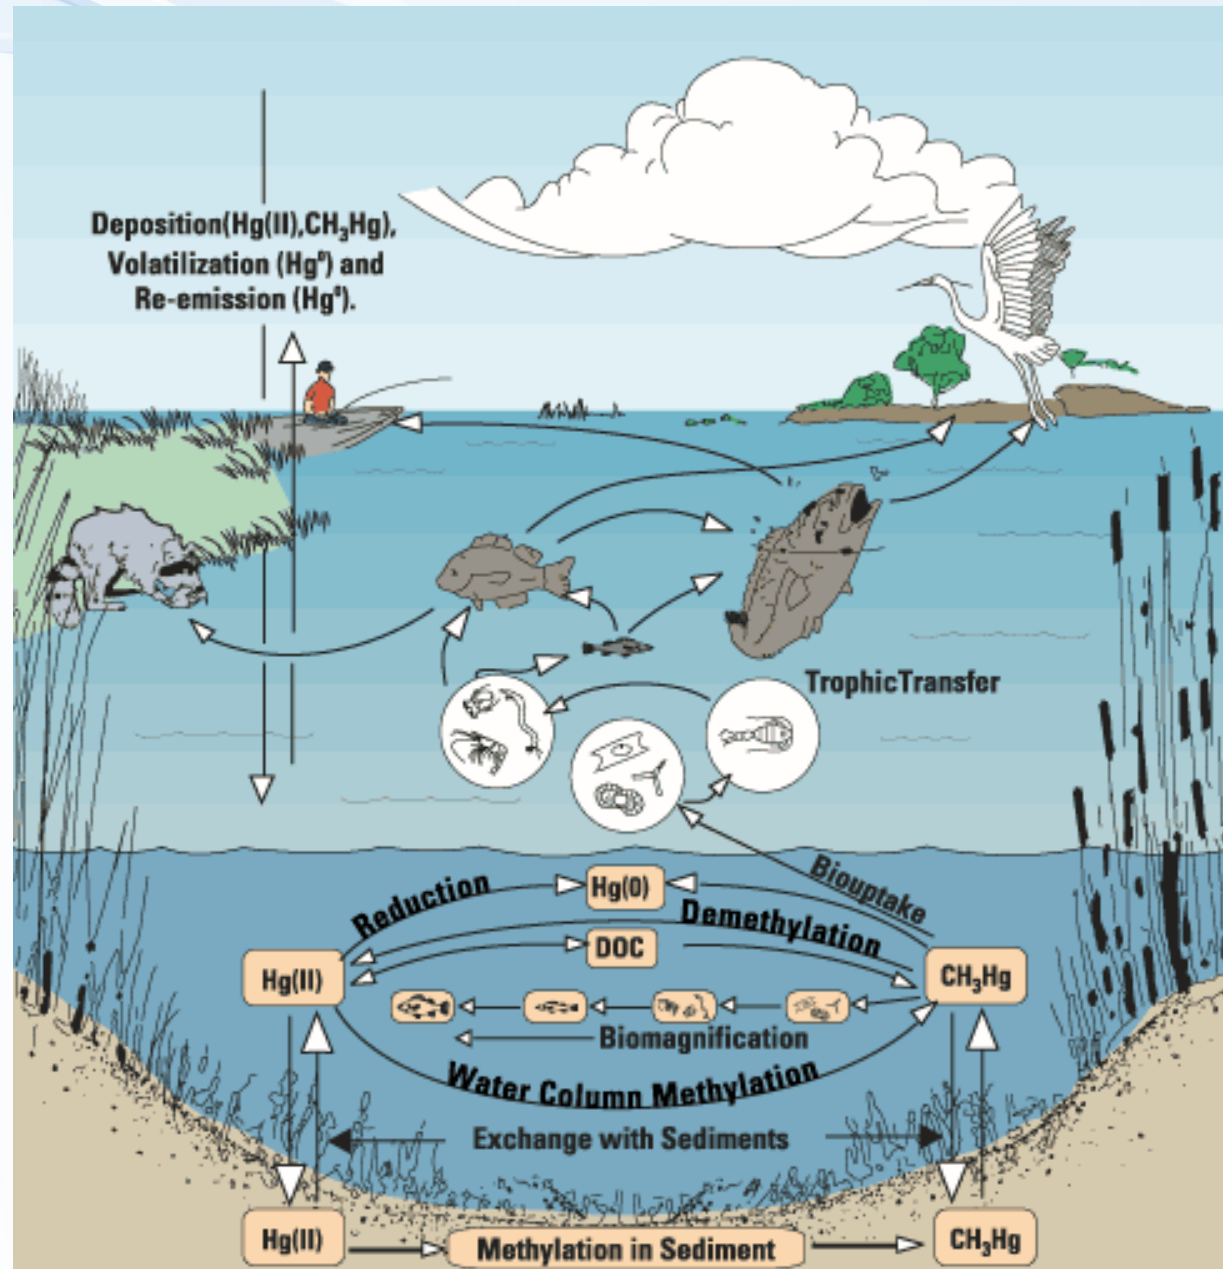 Deposition(Hg(II),CH₃Hg),
Volatilization (Hg⁰) and
Re-emission (Hg⁰).
TrophicTransfer
Biouptake
Reduction
Hg(0)
Demethylation
DOC
Hg(II)
CH₃Hg
Biomagnification
Water Column Methylation
Exchange with Sediments
Hg(II)
Methylation in Sediment
CH₃Hg